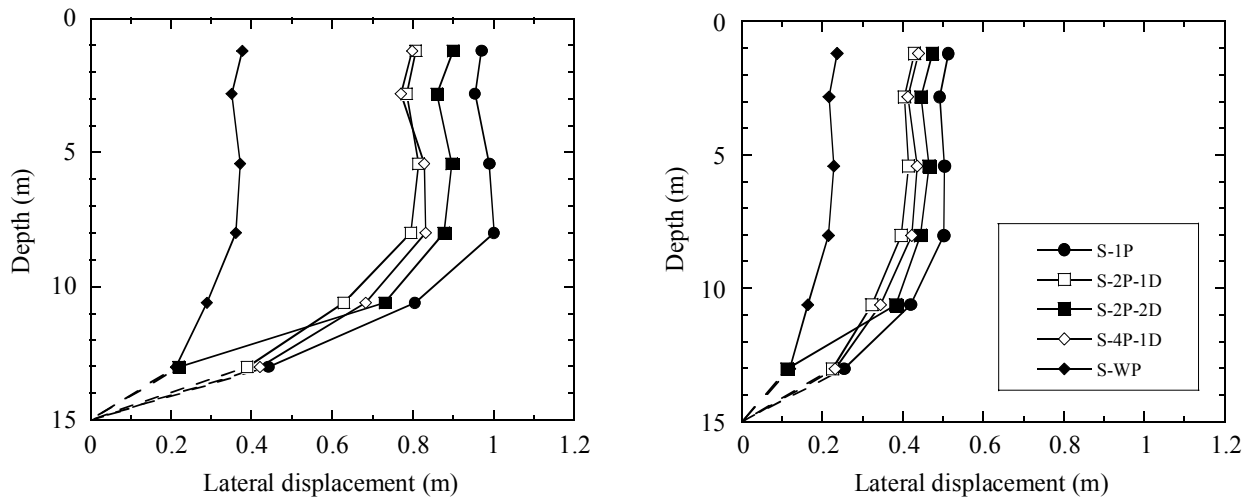 0
5
10
15
Depth (m)
0 0.2 0.4 0.6 0.8 1 1.2
Lateral displacement (m)
0
5
10
15
Depth (m)
0 0.2 0.4 0.6 0.8 1 1.2
Lateral displacement (m)
S-1P
S-2P-1D
S-2P-2D
S-4P-1D
S-WP